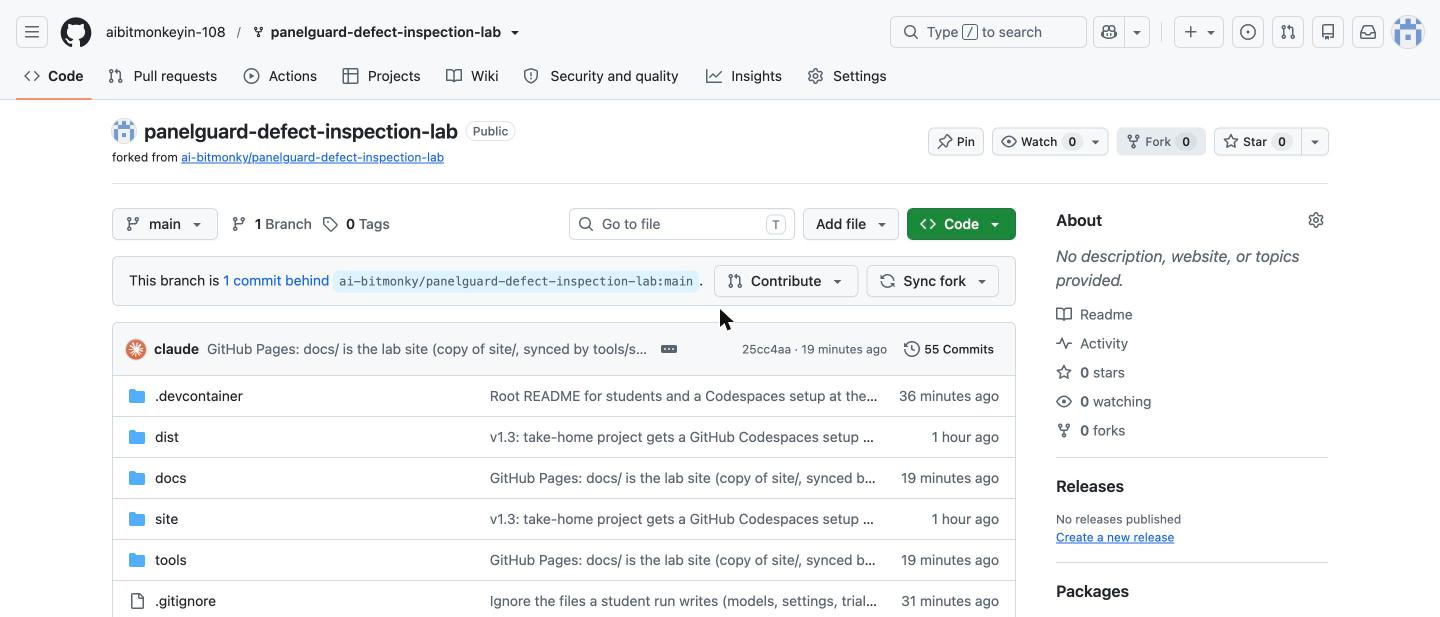 aibitmonkeyin-108 / panelguard-defect-inspection-lab
Type / to search
Code
Pull requests
Actions
Projects
Wiki
Security and quality
Insights
Settings
panelguard-defect-inspection-lab Public
forked from ai-bitmonky/panelguard-defect-inspection-lab
Pin
Watch 0
Fork 0
Star 0
main
1 Branch
0 Tags
Go to file T
Add file
Code
This branch is 1 commit behind ai-bitmonky/panelguard-defect-inspection-lab:main .
Contribute
Sync fork
claude GitHub Pages: docs/ is the lab site (copy of site/, synced by tools/s... 25cc4aa · 19 minutes ago 55 Commits
.devcontainer Root README for students and a Codespaces setup at the... 36 minutes ago
dist v1.3: take-home project gets a GitHub Codespaces setup ... 1 hour ago
docs GitHub Pages: docs/ is the lab site (copy of site/, synced b... 19 minutes ago
site v1.3: take-home project gets a GitHub Codespaces setup ... 1 hour ago
tools GitHub Pages: docs/ is the lab site (copy of site/, synced b... 19 minutes ago
.gitignore Ignore the files a student run writes (models, settings, trial... 31 minutes ago
About
No description, website, or topics
provided.
Readme
Activity
0 stars
0 watching
0 forks
Releases
No releases published
Create a new release
Packages